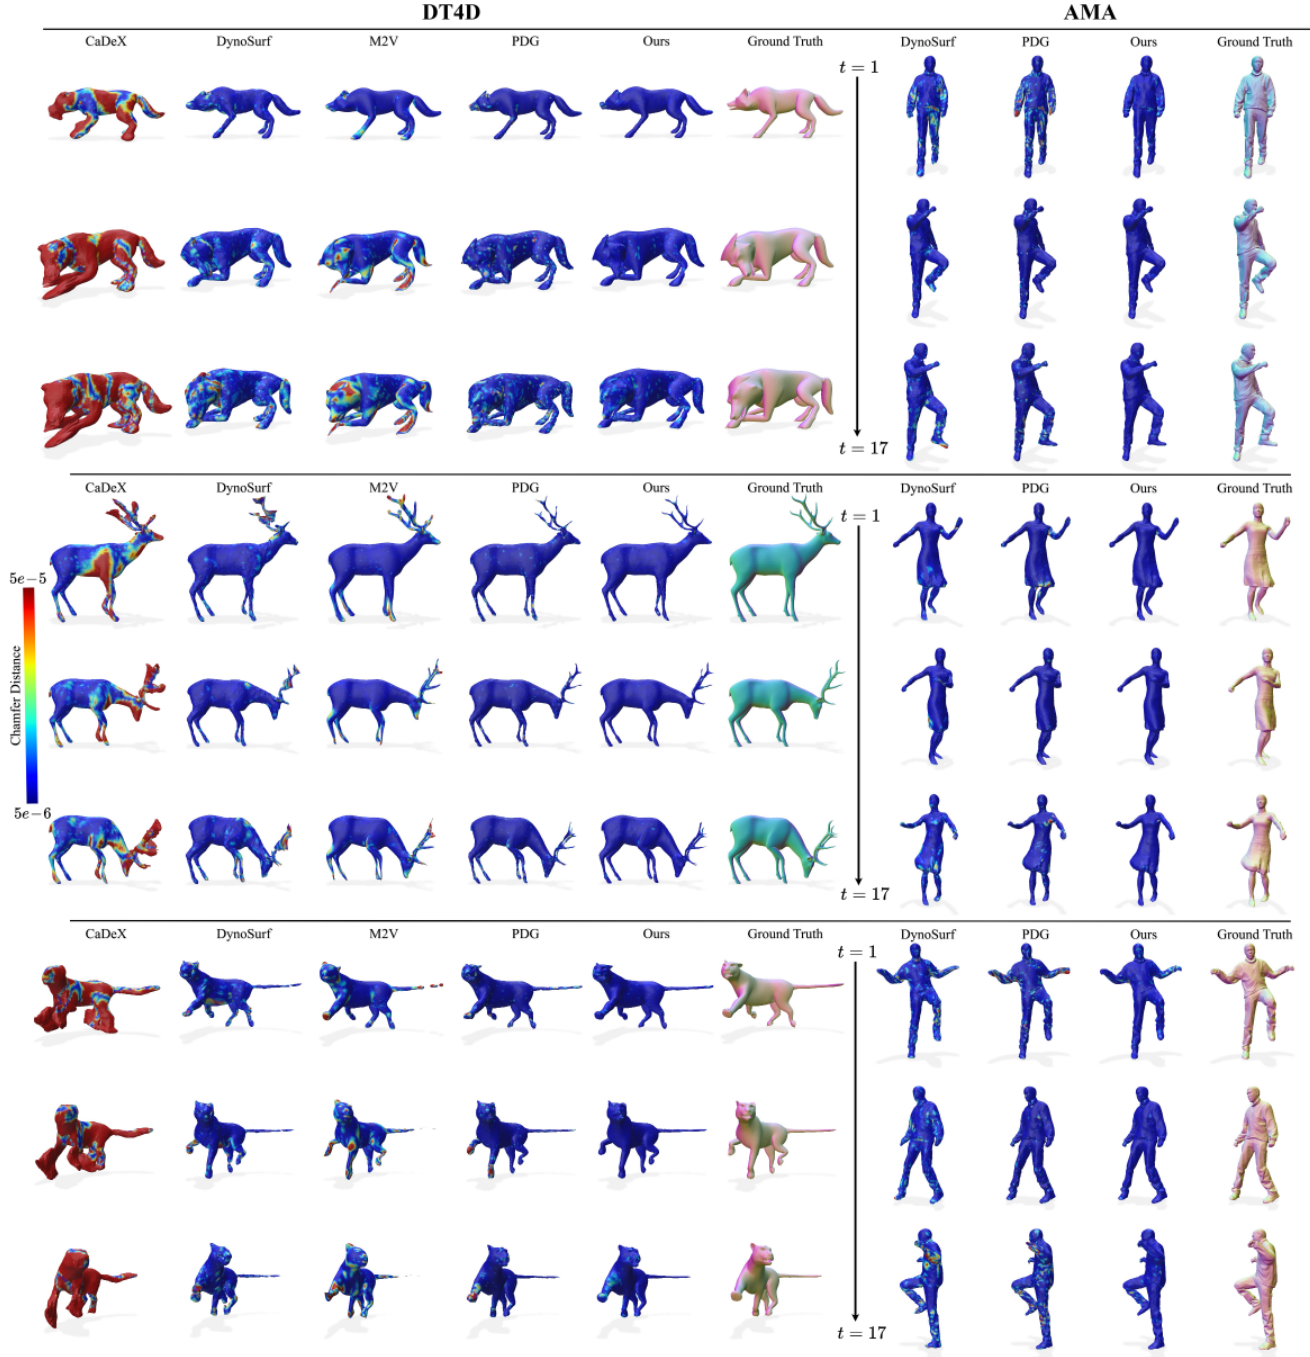 DT4D AMA
CaDeX DynoSurf M2V PDG Ours Ground Truth DynoSurf PDG Ours Ground Truth
t = 1
t = 17
CaDeX DynoSurf M2V PDG Ours Ground Truth DynoSurf PDG Ours Ground Truth
t = 1
5e−5
Chamfer Distance
5e−6
t = 17
CaDeX DynoSurf M2V PDG Ours Ground Truth DynoSurf PDG Ours Ground Truth
t = 1
t = 17